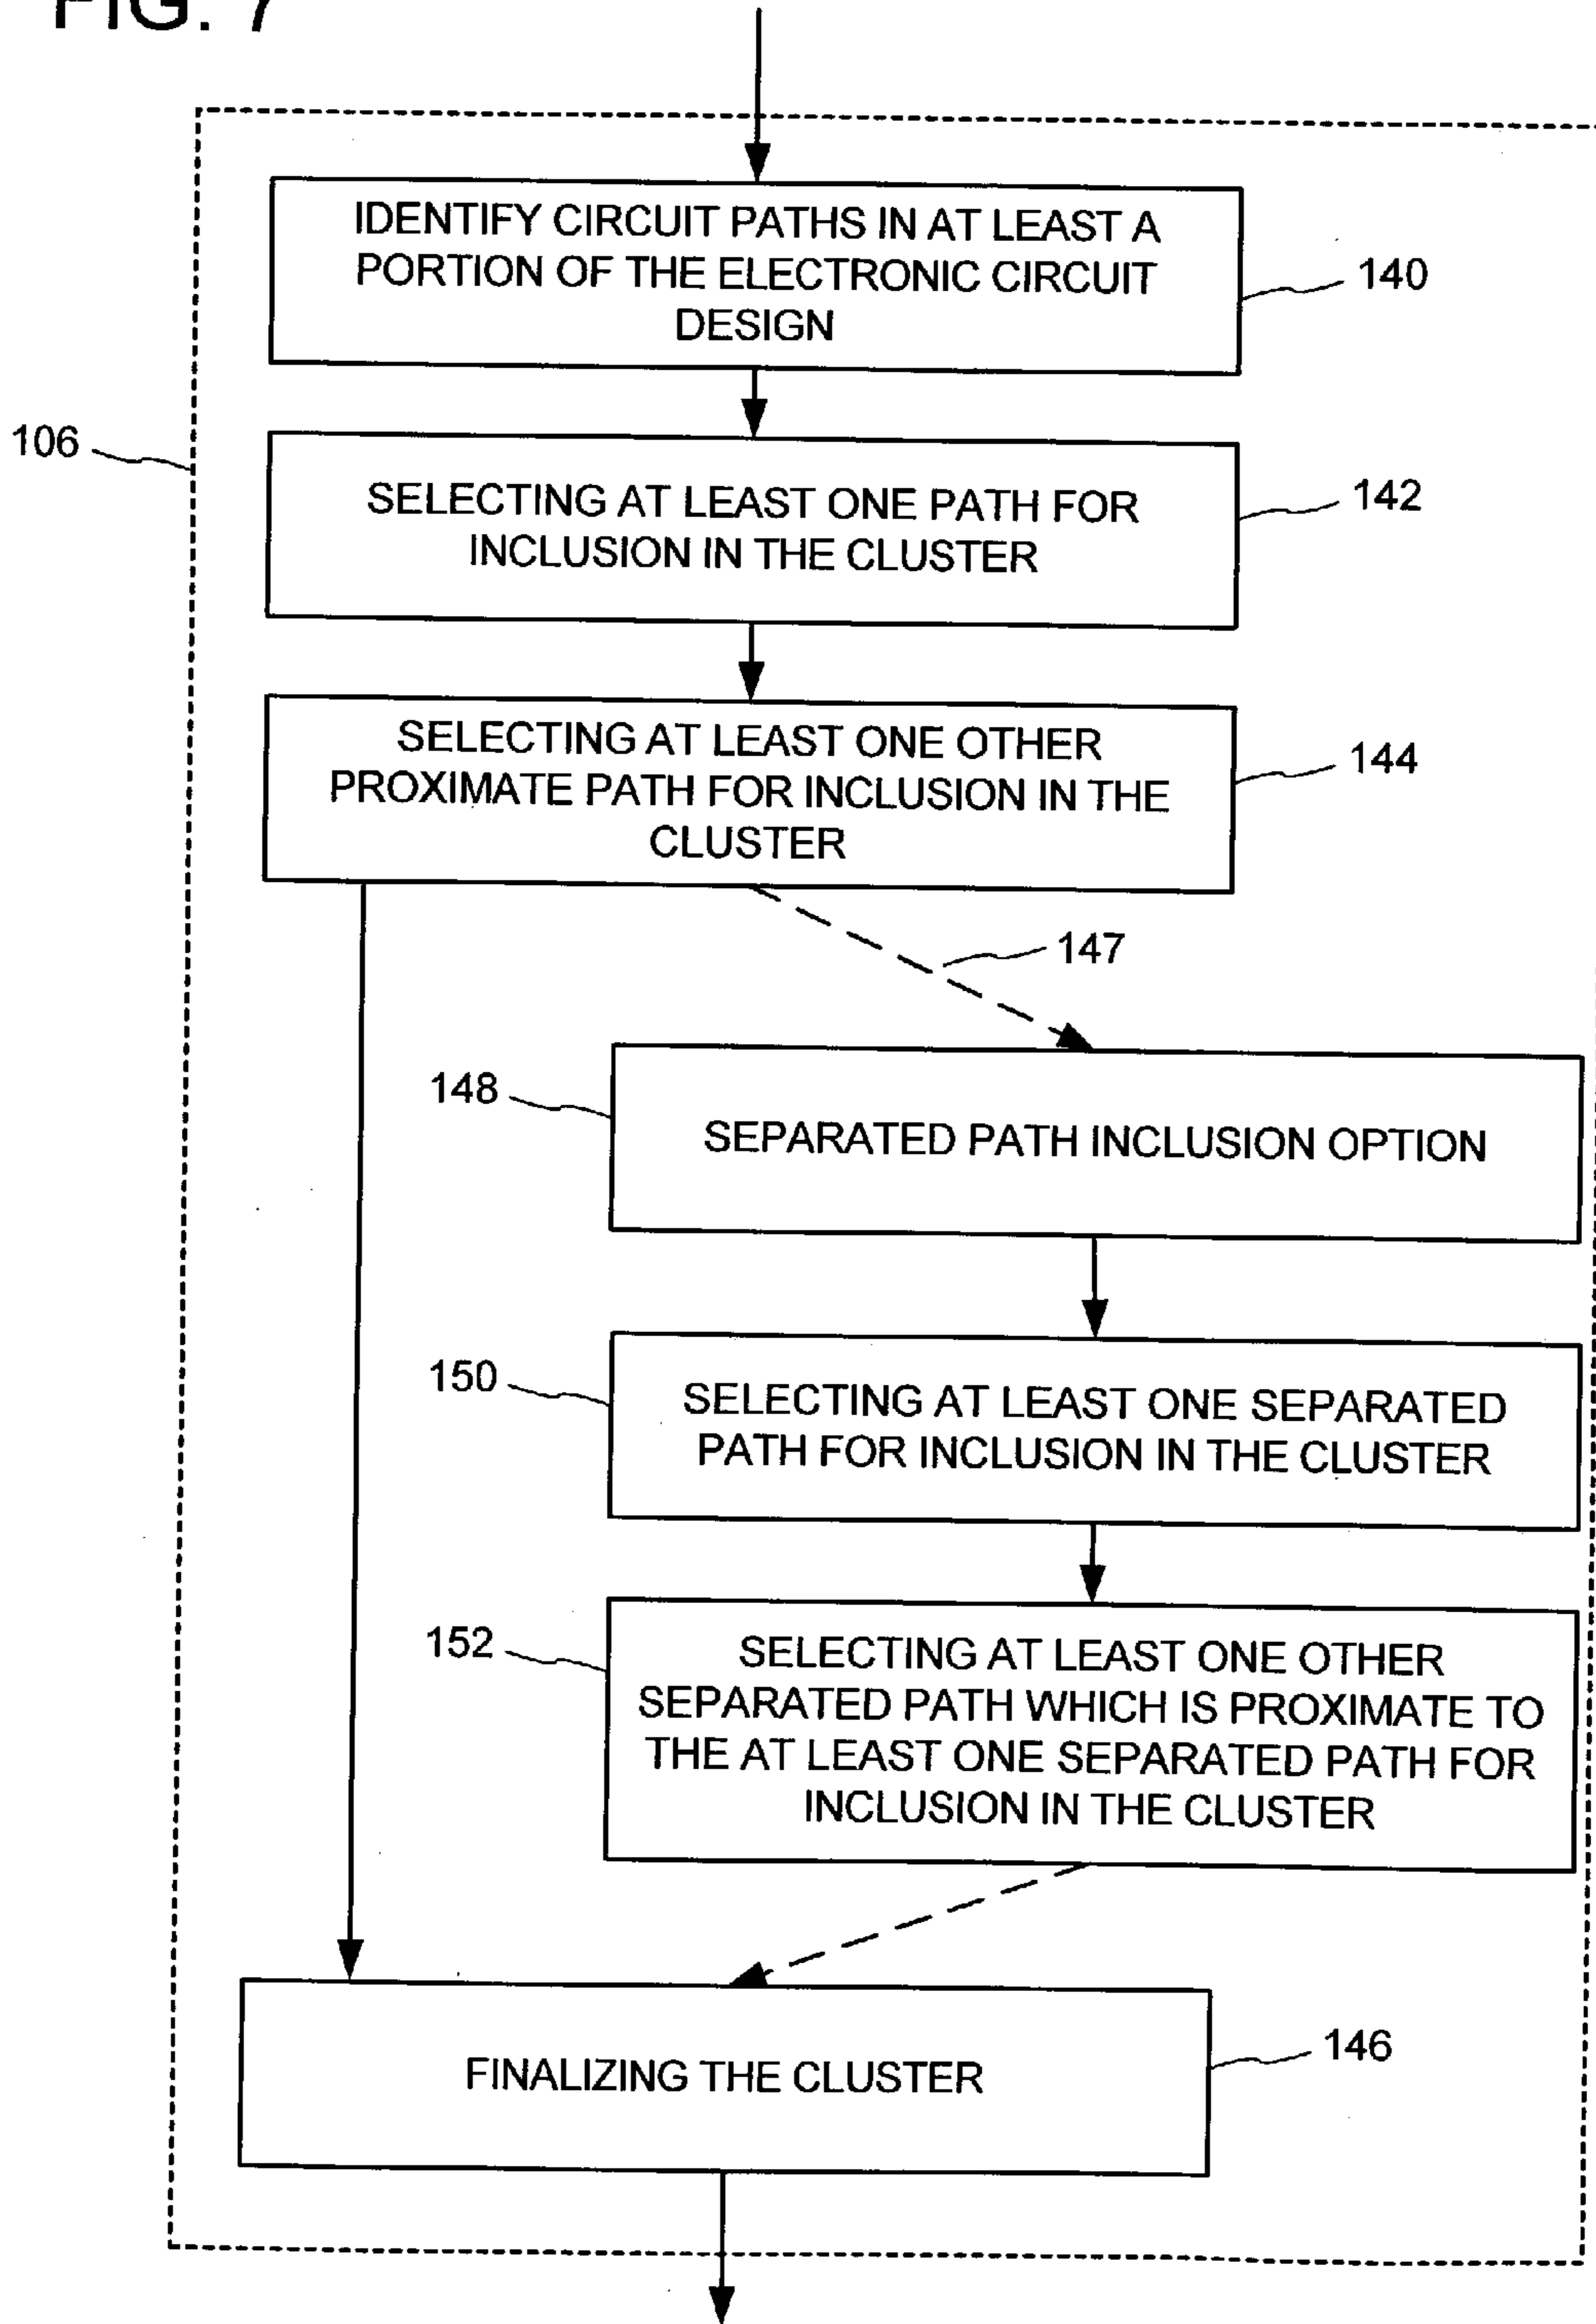 FIG. 7
IDENTIFY CIRCUIT PATHS IN AT LEAST A
PORTION OF THE ELECTRONIC CIRCUIT
DESIGN
140
106
SELECTING AT LEAST ONE PATH FOR
INCLUSION IN THE CLUSTER
142
SELECTING AT LEAST ONE OTHER
PROXIMATE PATH FOR INCLUSION IN THE
CLUSTER
144
147
148
SEPARATED PATH INCLUSION OPTION
150
SELECTING AT LEAST ONE SEPARATED
PATH FOR INCLUSION IN THE CLUSTER
152
SELECTING AT LEAST ONE OTHER
SEPARATED PATH WHICH IS PROXIMATE TO
THE AT LEAST ONE SEPARATED PATH FOR
INCLUSION IN THE CLUSTER
FINALIZING THE CLUSTER
146